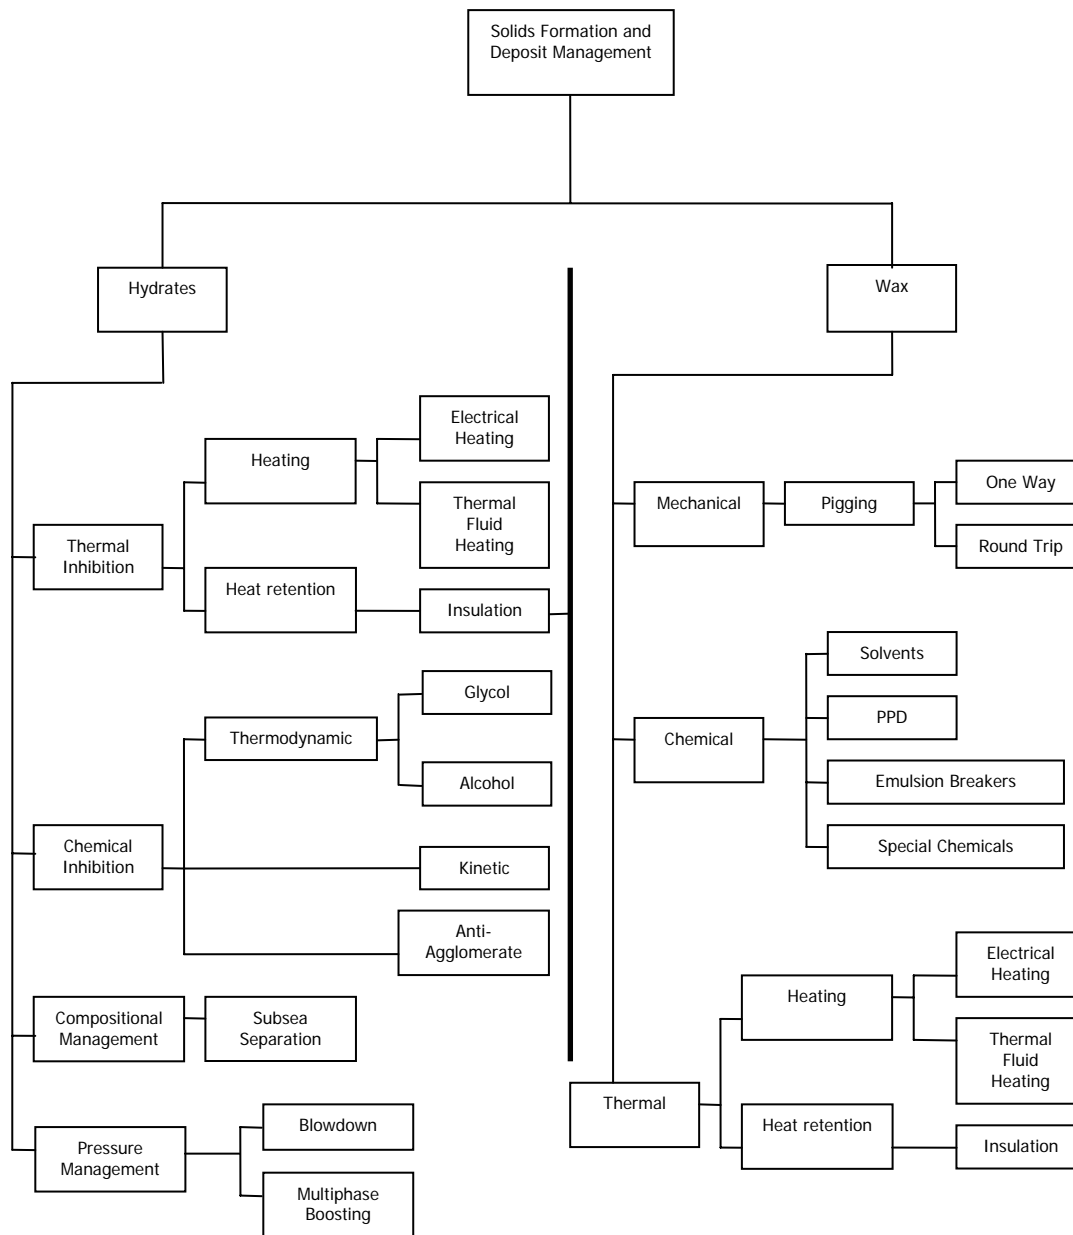 Solids Formation and
Deposit Management
Hydrates
Wax
Electrical
Heating
Heating
Thermal
Fluid
Heating
Thermal
Inhibition
Heat retention
Insulation
Glycol
Thermodynamic
Alcohol
Chemical
Inhibition
Kinetic
Anti-
Agglomerate
Compositional
Management
Subsea
Separation
Blowdown
Pressure
Management
Multiphase
Boosting
One Way
Mechanical
Pigging
Round Trip
Solvents
PPD
Chemical
Emulsion Breakers
Special Chemicals
Electrical
Heating
Heating
Thermal
Fluid
Heating
Thermal
Heat retention
Insulation